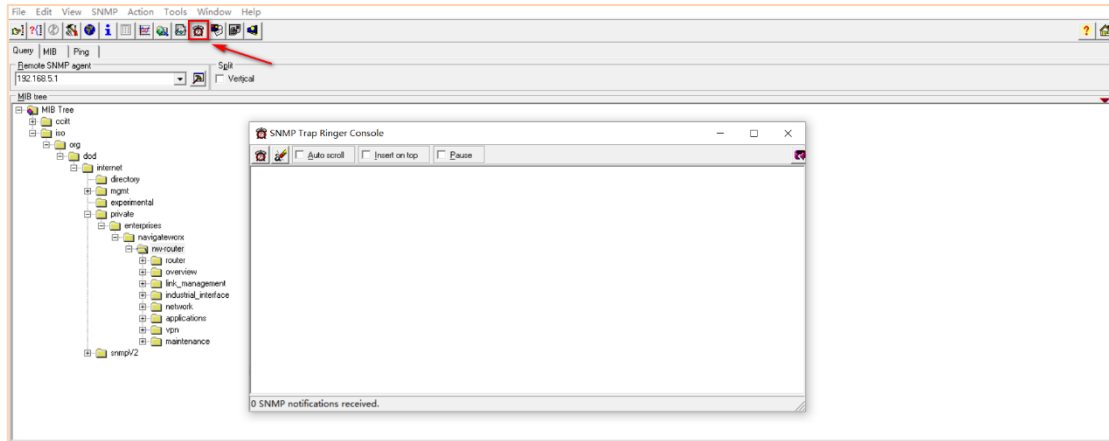 File Edit View SNMP Action Tools Window Help
Query MIB Ping
Remote SNMP agent
Split
192.168.5.1
Vertical
MIB tree
MIB Tree
ccitt
iso
org
dod
internet
directory
mgmt
experimental
private
enterprises
navigateworx
nw-router
router
overview
link_management
industrial_interface
network
applications
vpn
maintenance
snmpV2
SNMP Trap Ringer Console
Auto scroll Insert on top Pause
0 SNMP notifications received.